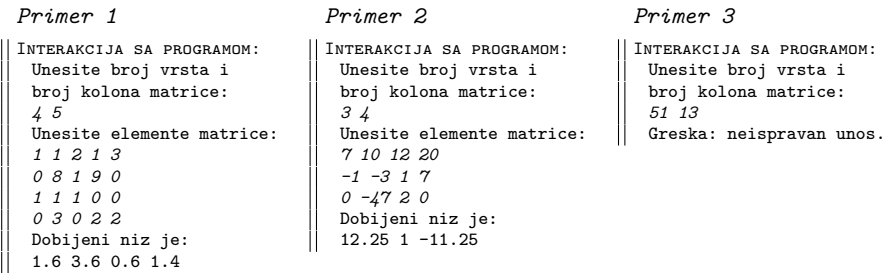 Primer 1
INTERAKCIJA SA PROGRAMOM:
Unesite broj vrsta i
broj kolona matrice:
4 5
Unesite elemente matrice:
1 1 2 1 3
0 8 1 9 0
1 1 1 0 0
0 3 0 2 2
Dobijeni niz je:
1.6 3.6 0.6 1.4
Primer 2
INTERAKCIJA SA PROGRAMOM:
Unesite broj vrsta i
broj kolona matrice:
3 4
Unesite elemente matrice:
7 10 12 20
-1 -3 1 7
0 -47 2 0
Dobijeni niz je:
12.25 1 -11.25
Primer 3
INTERAKCIJA SA PROGRAMOM:
Unesite broj vrsta i
broj kolona matrice:
51 13
Greska: neispravan unos.